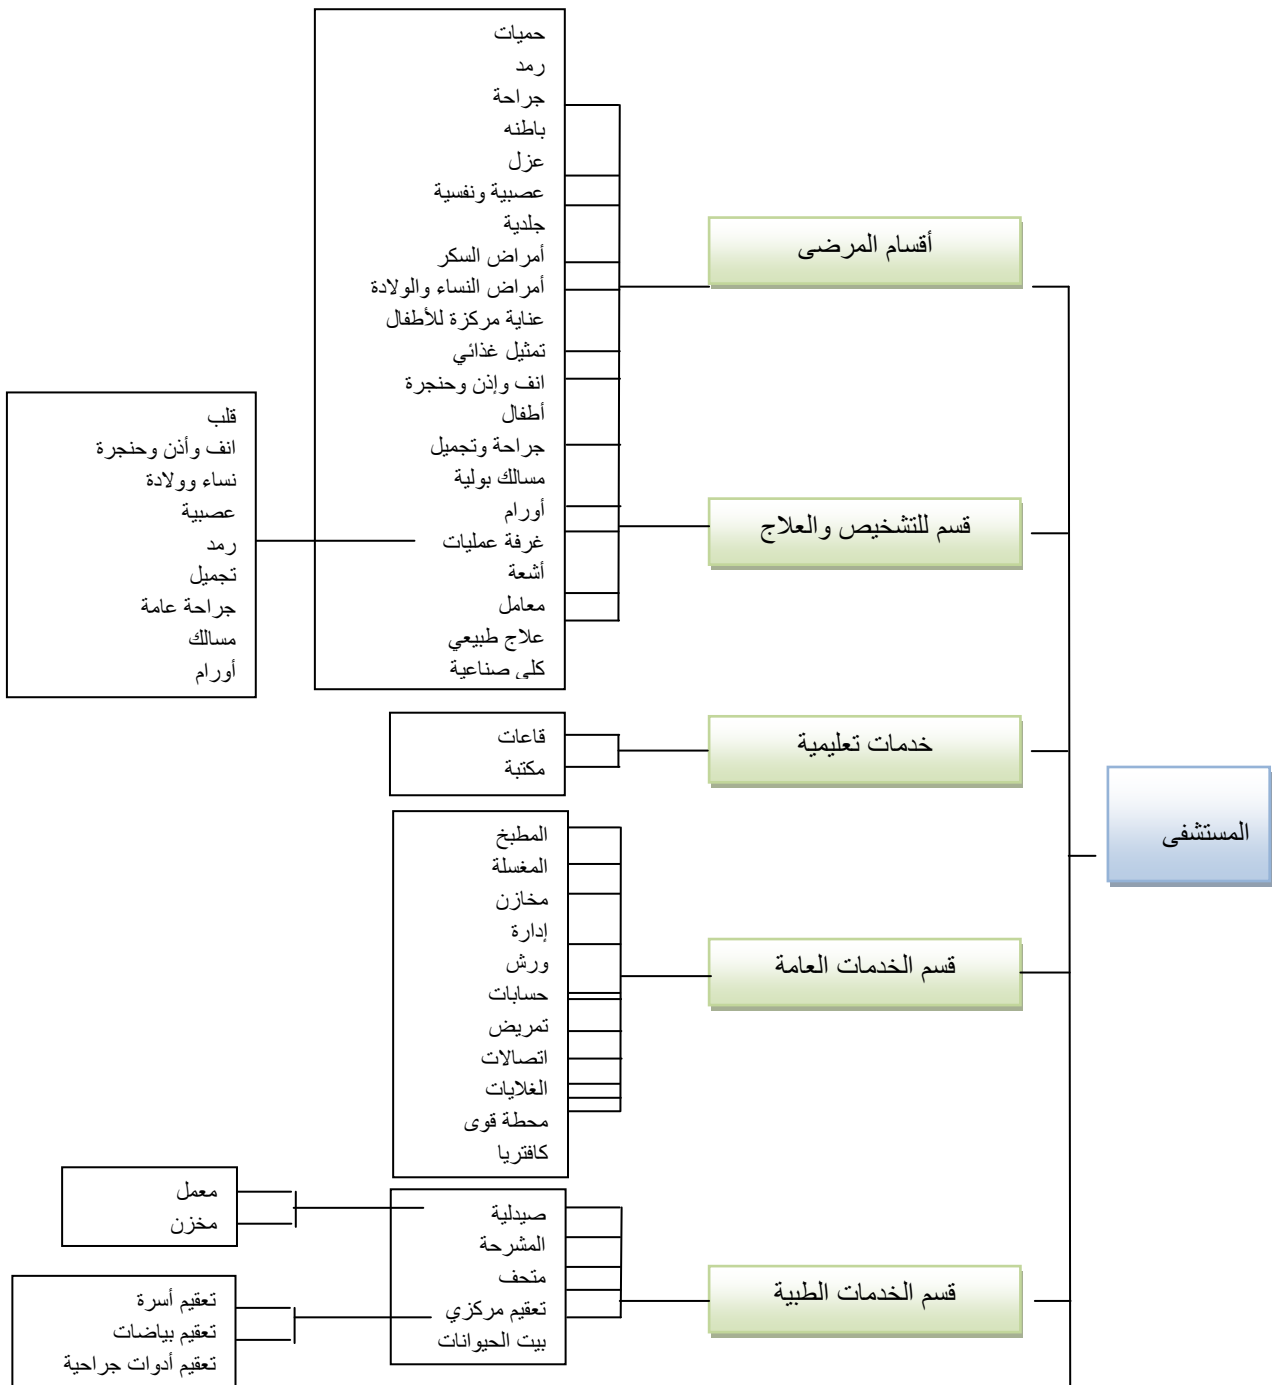 المستشفى
أقسام المرضى
قسم للتشخيص والعلاج
خدمات تعليمية
قسم الخدمات العامة
قسم الخدمات الطبية
حميات
رمد
جراحة
باطنه
عزل
عصبية ونفسية
جلدية
أمراض السكر
أمراض النساء والولادة
عناية مركزة للأطفال
تمثيل غذائي
انف وإذن وحنجرة
أطفال
جراحة وتجميل
مسالك بولية
أورام
غرفة عمليات
أشعة
معامل
علاج طبيعي
كلى صناعية
قلب
انف وأذن وحنجرة
نساء وولادة
عصبية
رمد
تجميل
جراحة عامة
مسالك
أورام
قاعات
مكتبة
المطبخ
المغسلة
مخازن
إدارة
ورش
حسابات
تمريض
اتصالات
الغلايات
محطة قوى
كافتريا
صيدلية
المشرحة
متحف
تعقيم مركزي
بيت الحيوانات
معمل
مخزن
تعقيم أسرة
تعقيم بياضات
تعقيم أدوات جراحية